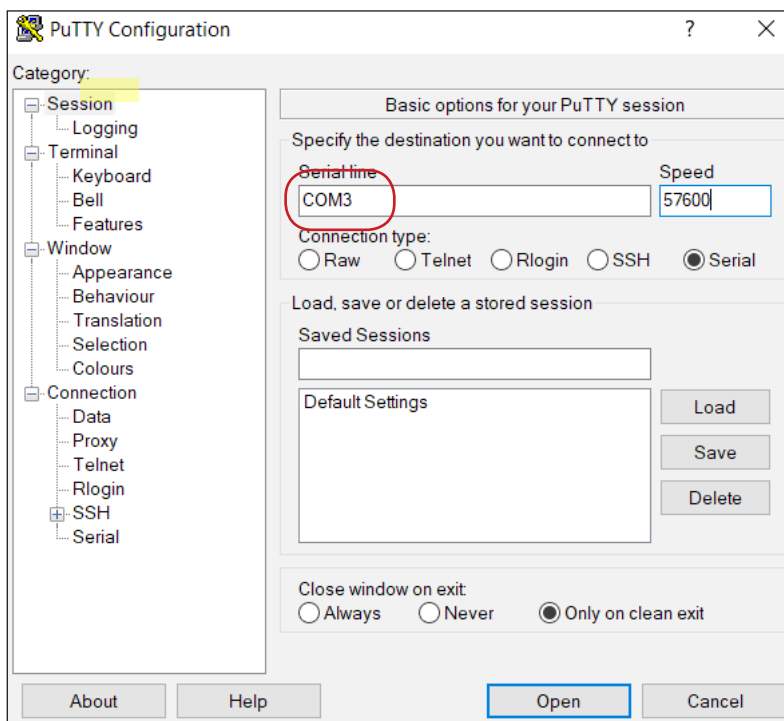 PuTTY Configuration
?
Category:
Session
Logging
Terminal
Keyboard
Bell
Features
Window
Appearance
Behaviour
Translation
Selection
Colours
Connection
Data
Proxy
Telnet
Rlogin
SSH
Serial
Basic options for your PuTTY session
Specify the destination you want to connect to
Serial line Speed
COM3 57600
Connection type:
Raw Telnet Rlogin SSH Serial
Load, save or delete a stored session
Saved Sessions
Default Settings
Load
Save
Delete
Close window on exit:
Always Never Only on clean exit
About Help Open Cancel